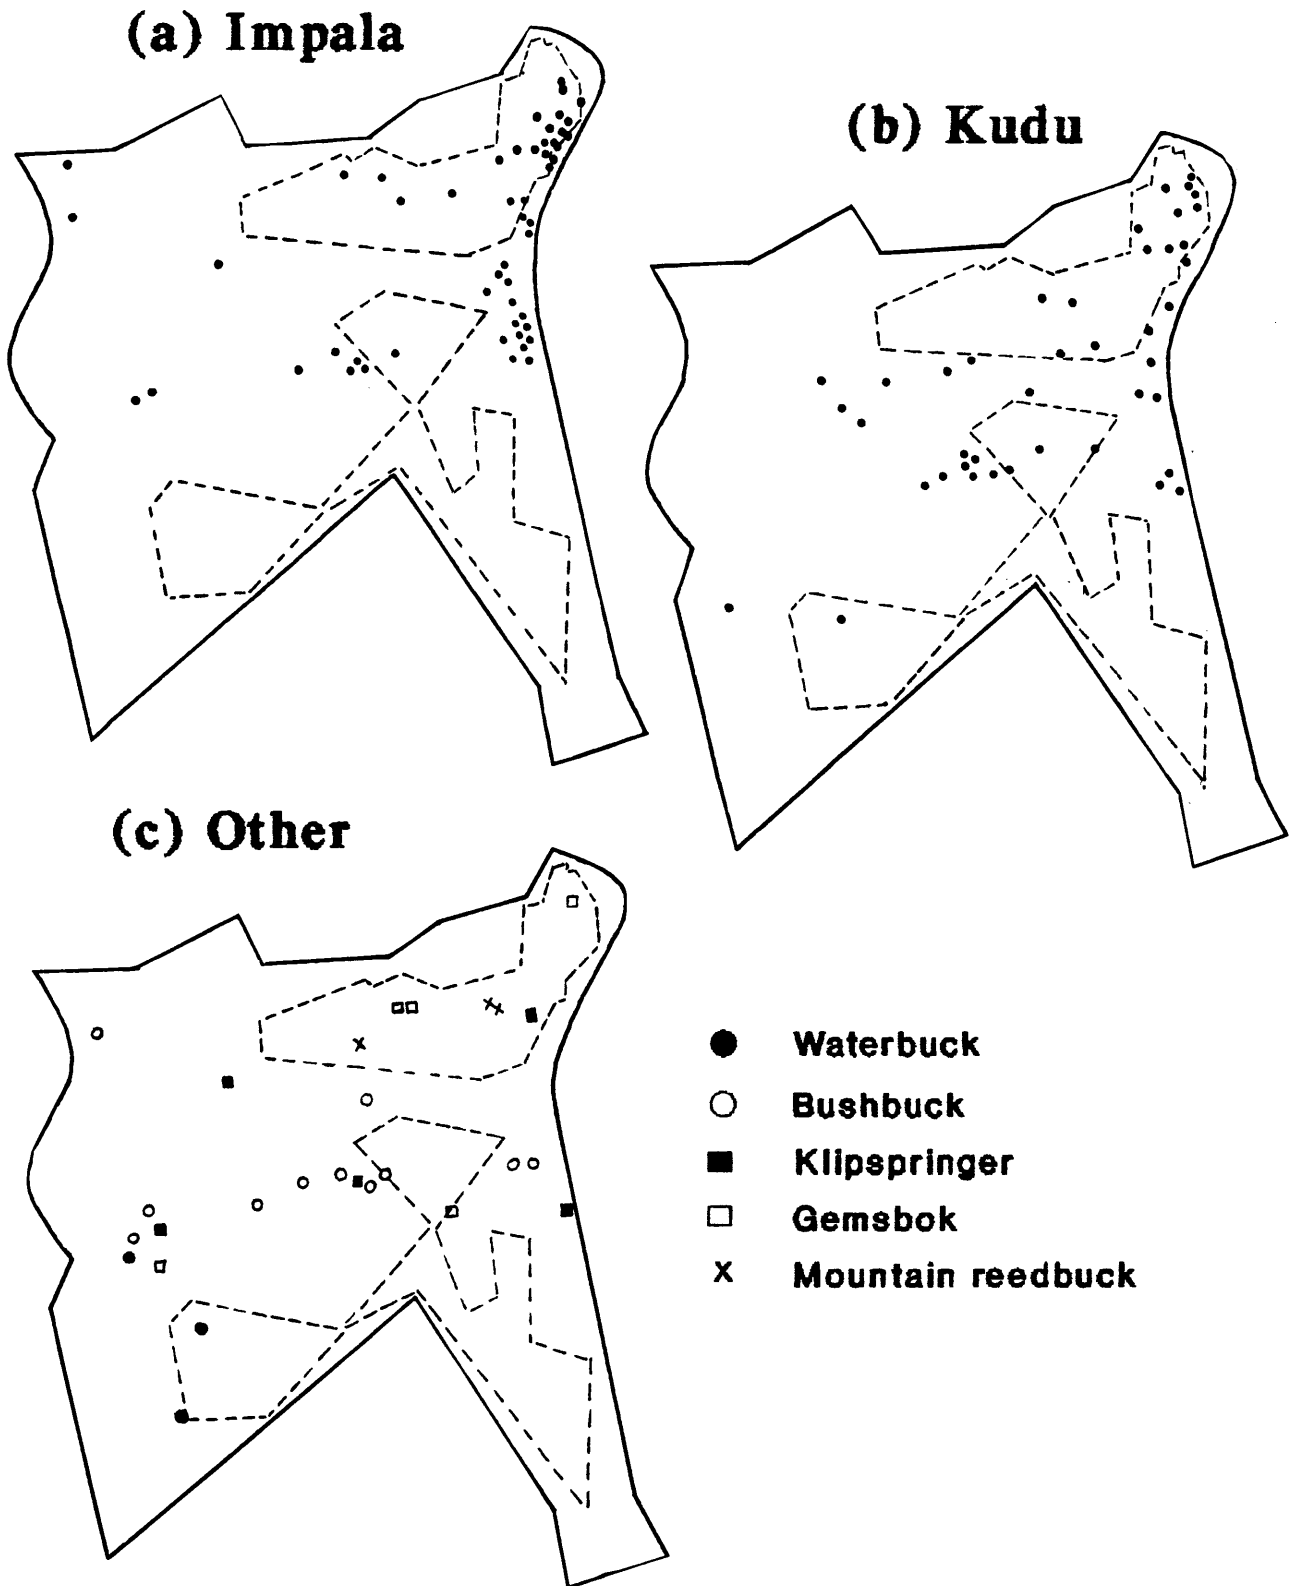 (a) Impala
(b) Kudu
(c) Other
Waterbuck
Bushbuck
Klipspringer
Gemsbok
x Mountain reedbuck